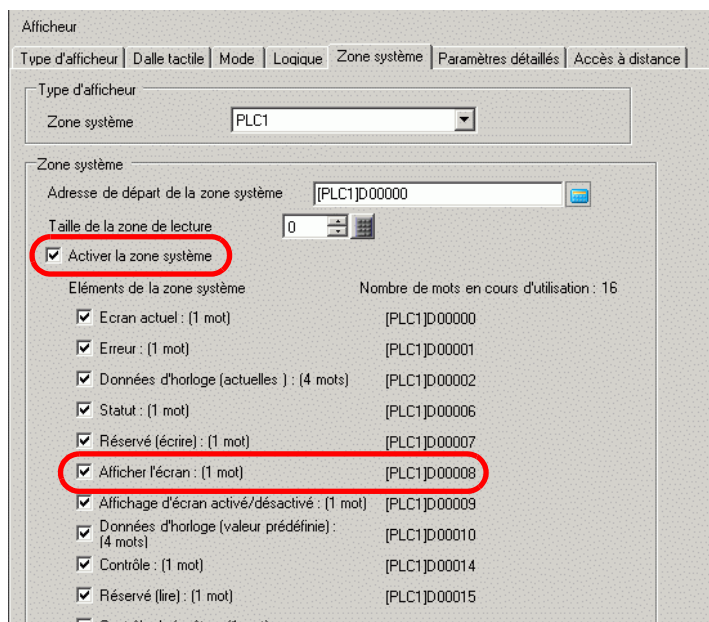 Afficheur
Type d'afficheur Dalle tactile Mode Logique Zone système Paramètres détaillés Accès à distance
Type d'afficheur
Zone système PLC1
Zone système
Adresse de départ de la zone système [PLC1]D00000
Taille de la zone de lecture 0
Activer la zone système
Eléments de la zone système Nombre de mots en cours d'utilisation : 16
Ecran actuel : (1 mot) [PLC1]D00000
Erreur : (1 mot) [PLC1]D00001
Données d'horloge (actuelles ) : (4 mots) [PLC1]D00002
Statut : (1 mot) [PLC1]D00006
Réservé (écrire) : (1 mot) [PLC1]D00007
Afficher l'écran : (1 mot) [PLC1]D00008
Affichage d'écran activé/désactivé : (1 mot) [PLC1]D00009
Données d'horloge (valeur prédéfinie) :
(4 mots) [PLC1]D00010
Contrôle : (1 mot) [PLC1]D00014
Réservé (lire) : (1 mot) [PLC1]D00015